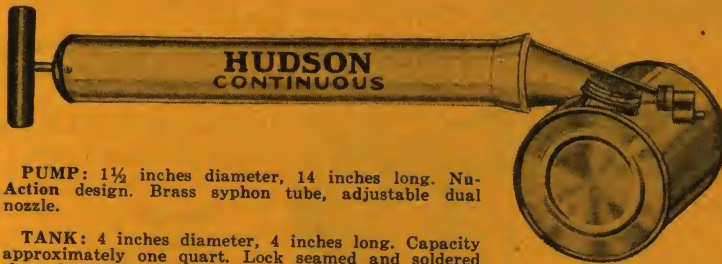 HUDSON
CONTINUOUS
PUMP: 1½ inches diameter, 14 inches long. Nu-
Action design. Brass syphon tube, adjustable dual
nozzle.
TANK: 4 inches diameter, 4 inches long. Capacity
approximately one quart. Lock seamed and soldered